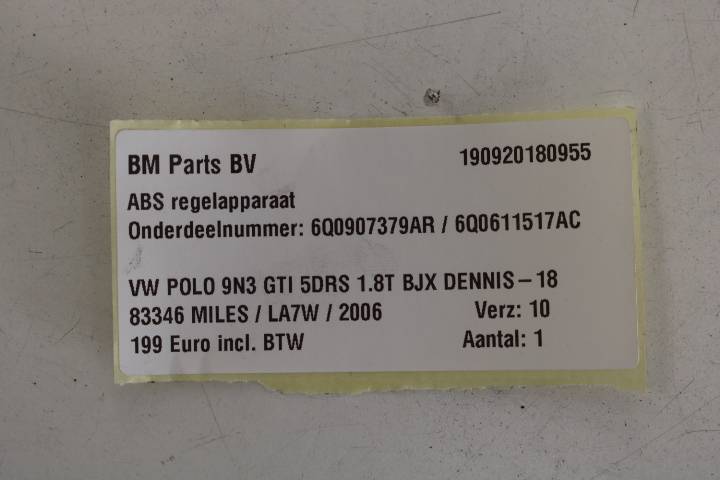 BM Parts BV 190920180955
ABS regelapparaat
Onderdeelnummer: 6Q0907379AR / 6Q0611517AC
VW POLO 9N3 GTI 5DRS 1.8T BJX DENNIS – 18
83346 MILES / LA7W / 2006 Verz: 10
199 Euro incl. BTW Aantal: 1